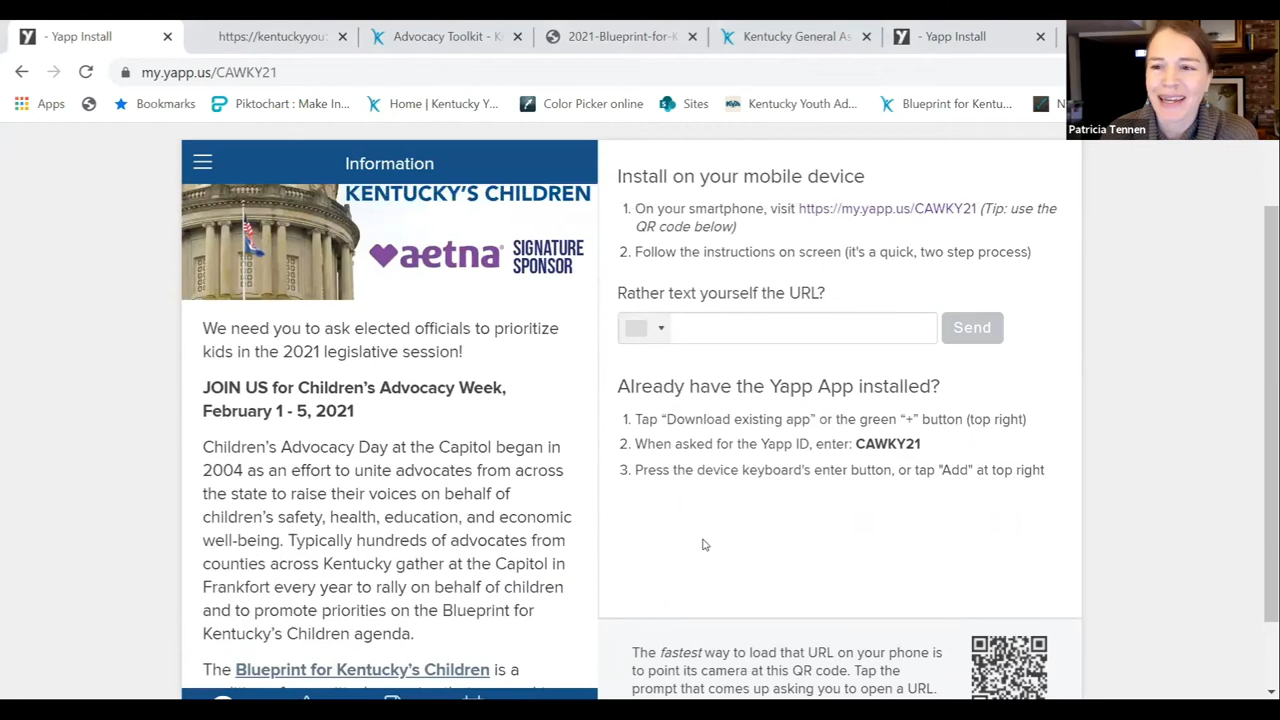 - Yapp Install
https://kentuckyyou
Advocacy Toolkit - K
2021-Blueprint-for-K
Kentucky General As
- Yapp Install
my.yapp.us/CAWKY21
Apps
Bookmarks
Piktochart : Make In...
Home | Kentucky Y...
Color Picker online
Sites
Kentucky Youth Ad...
Blueprint for Kentu...
Patricia Tennen
Information
KENTUCKY'S CHILDREN
aetna
SIGNATURE
SPONSOR
We need you to ask elected officials to prioritize
kids in the 2021 legislative session!
JOIN US for Children's Advocacy Week,
February 1 - 5, 2021
Children's Advocacy Day at the Capitol began in
2004 as an effort to unite advocates from across
the state to raise their voices on behalf of
children's safety, health, education, and economic
well-being. Typically hundreds of advocates from
counties across Kentucky gather at the Capitol in
Frankfort every year to rally on behalf of children
and to promote priorities on the Blueprint for
Kentucky's Children agenda.
The Blueprint for Kentucky's Children is a
Install on your mobile device
1. On your smartphone, visit https://my.yapp.us/CAWKY21 (Tip: use the
QR code below)
2. Follow the instructions on screen (it's a quick, two step process)
Rather text yourself the URL?
Send
Already have the Yapp App installed?
1. Tap “Download existing app” or the green “+” button (top right)
2. When asked for the Yapp ID, enter: CAWKY21
3. Press the device keyboard's enter button, or tap "Add" at top right
The fastest way to load that URL on your phone is
to point its camera at this QR code. Tap the
prompt that comes up asking you to open a URL.